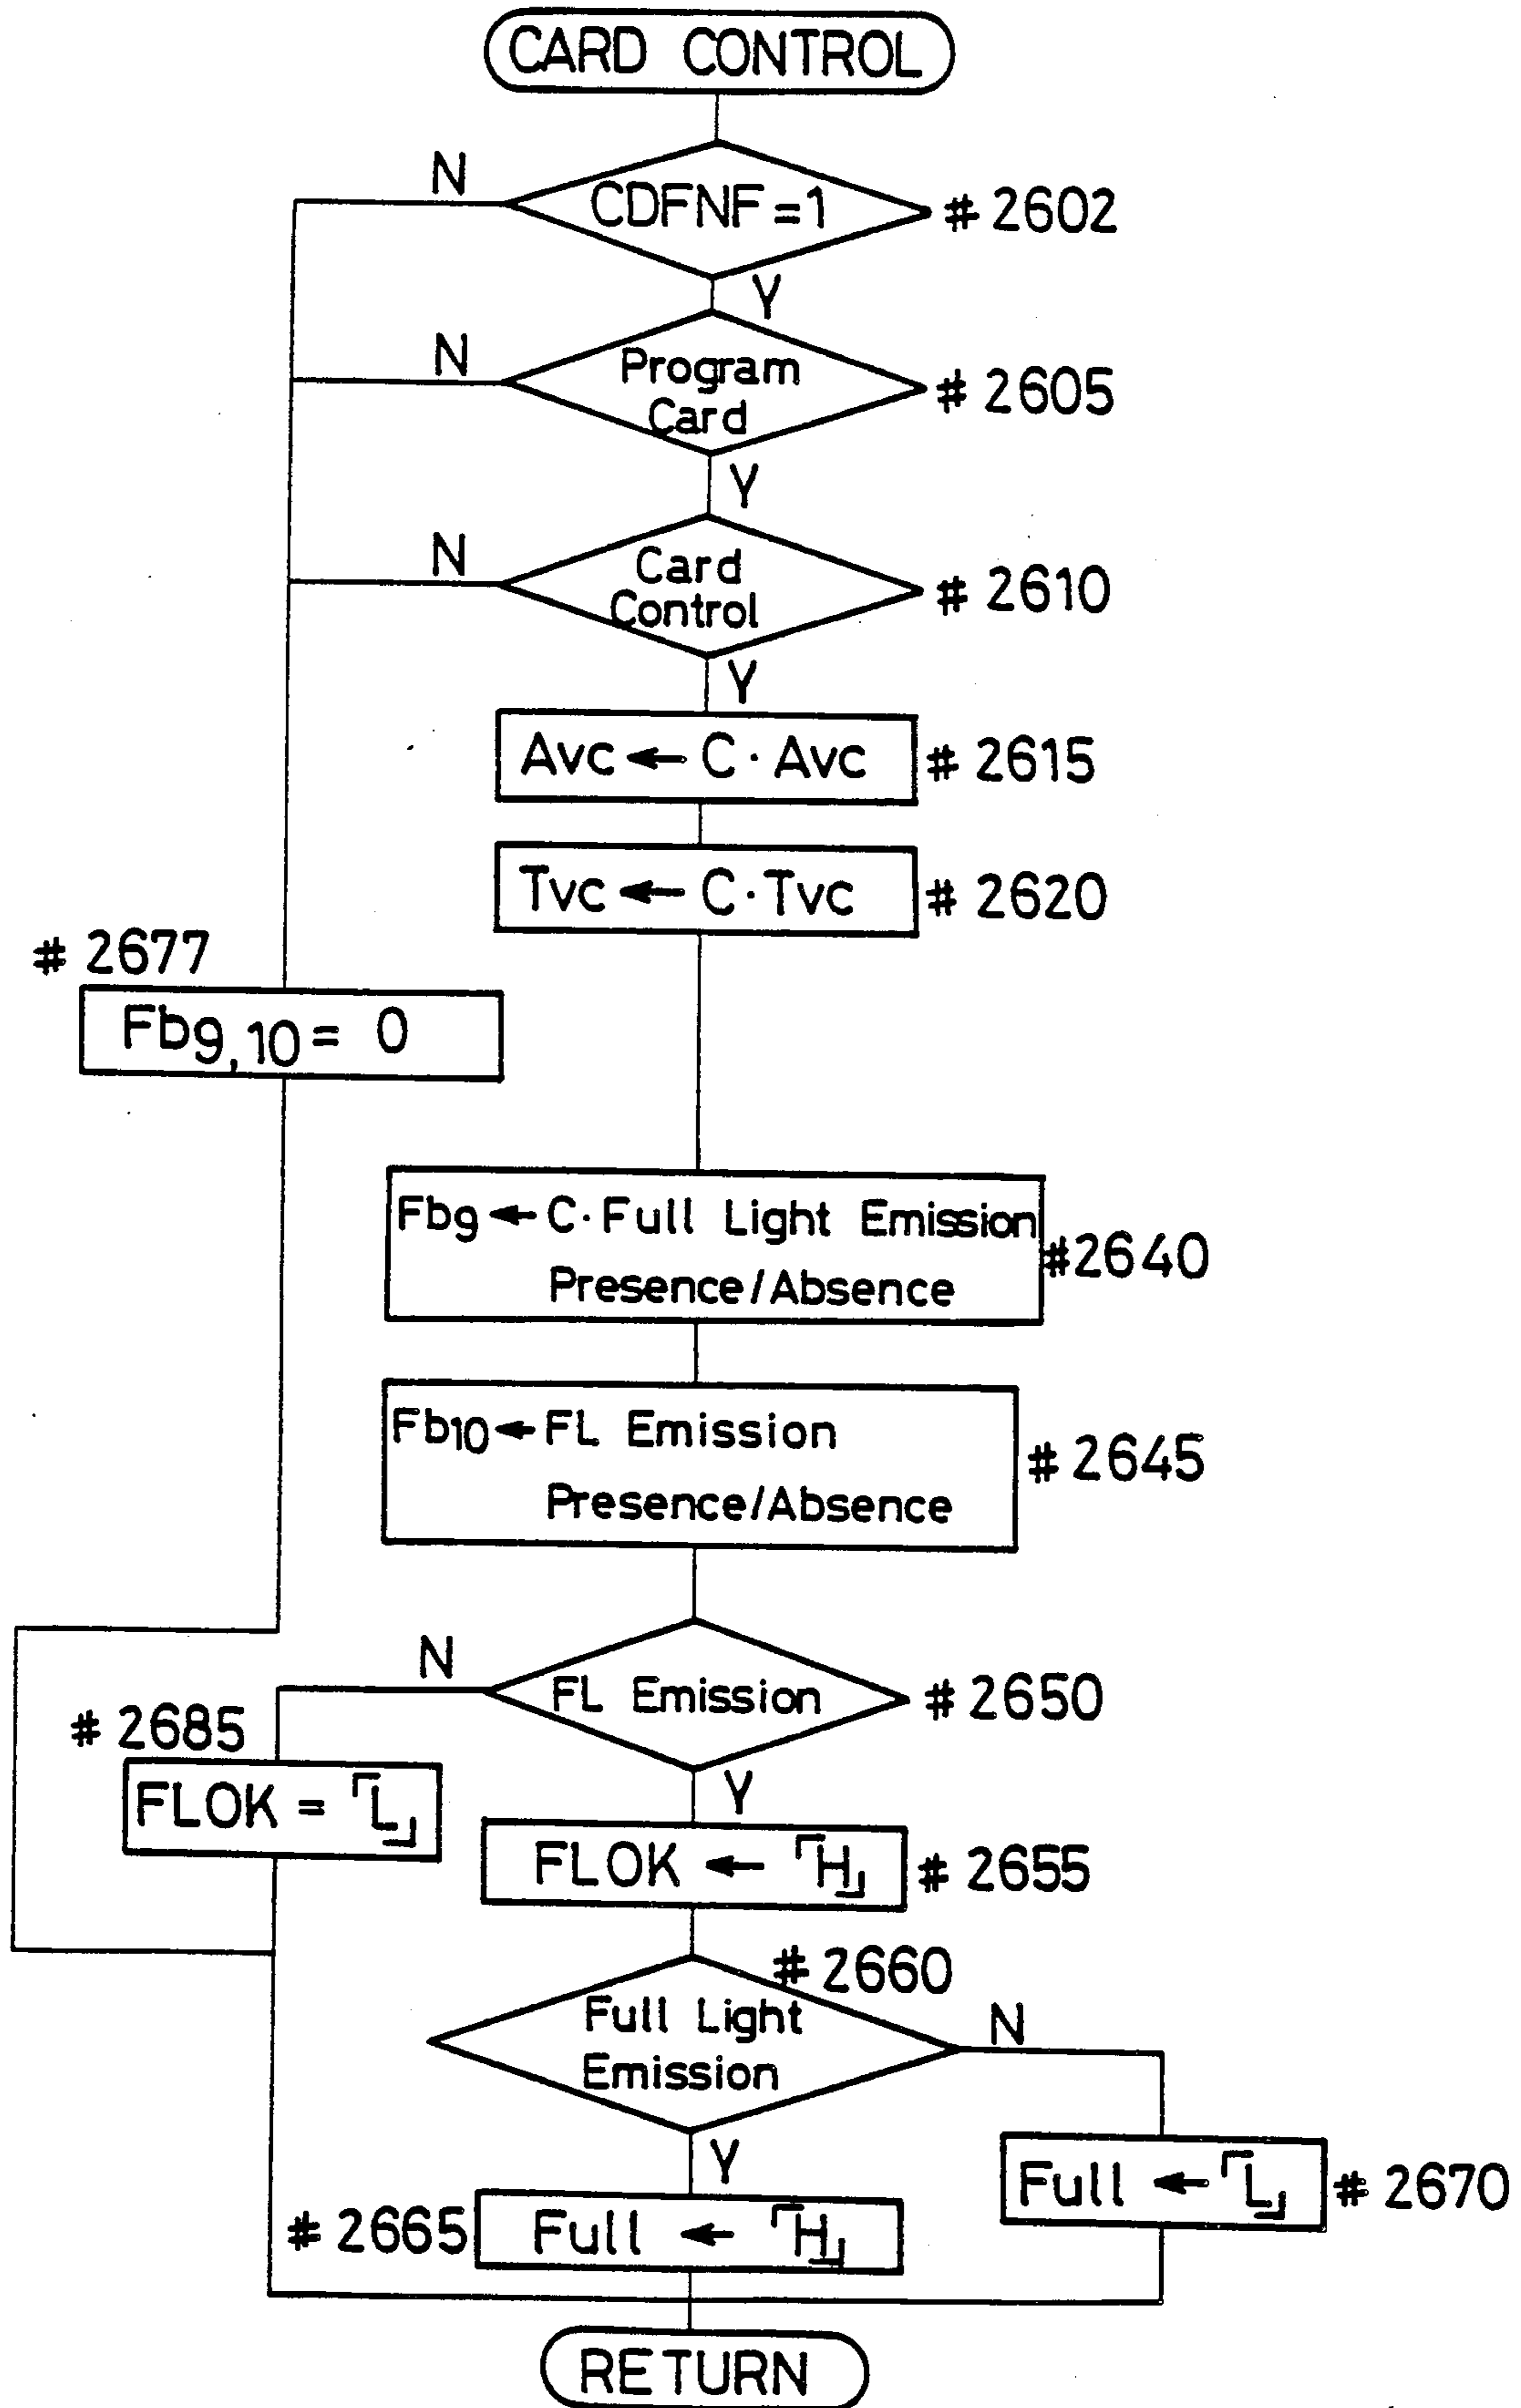 CARD CONTROL
N
CDFNF=1
# 2602
Y
N
Program
Card
# 2605
Y
N
Card
Control
# 2610
Y
Avc ← C·Avc
# 2615
Tvc ← C·Tvc
# 2620
# 2677
Fb9,10 = 0
Fb9 ← C·Full Light Emission
Presence/Absence
#2640
Fb10 ← FL Emission
Presence/Absence
# 2645
N
FL Emission
# 2650
# 2685
FLOK = 「L」
Y
FLOK ← 「H」
# 2655
# 2660
Full Light
Emission
N
Y
Full ← 「L」
# 2670
# 2665
Full ← 「H」
RETURN